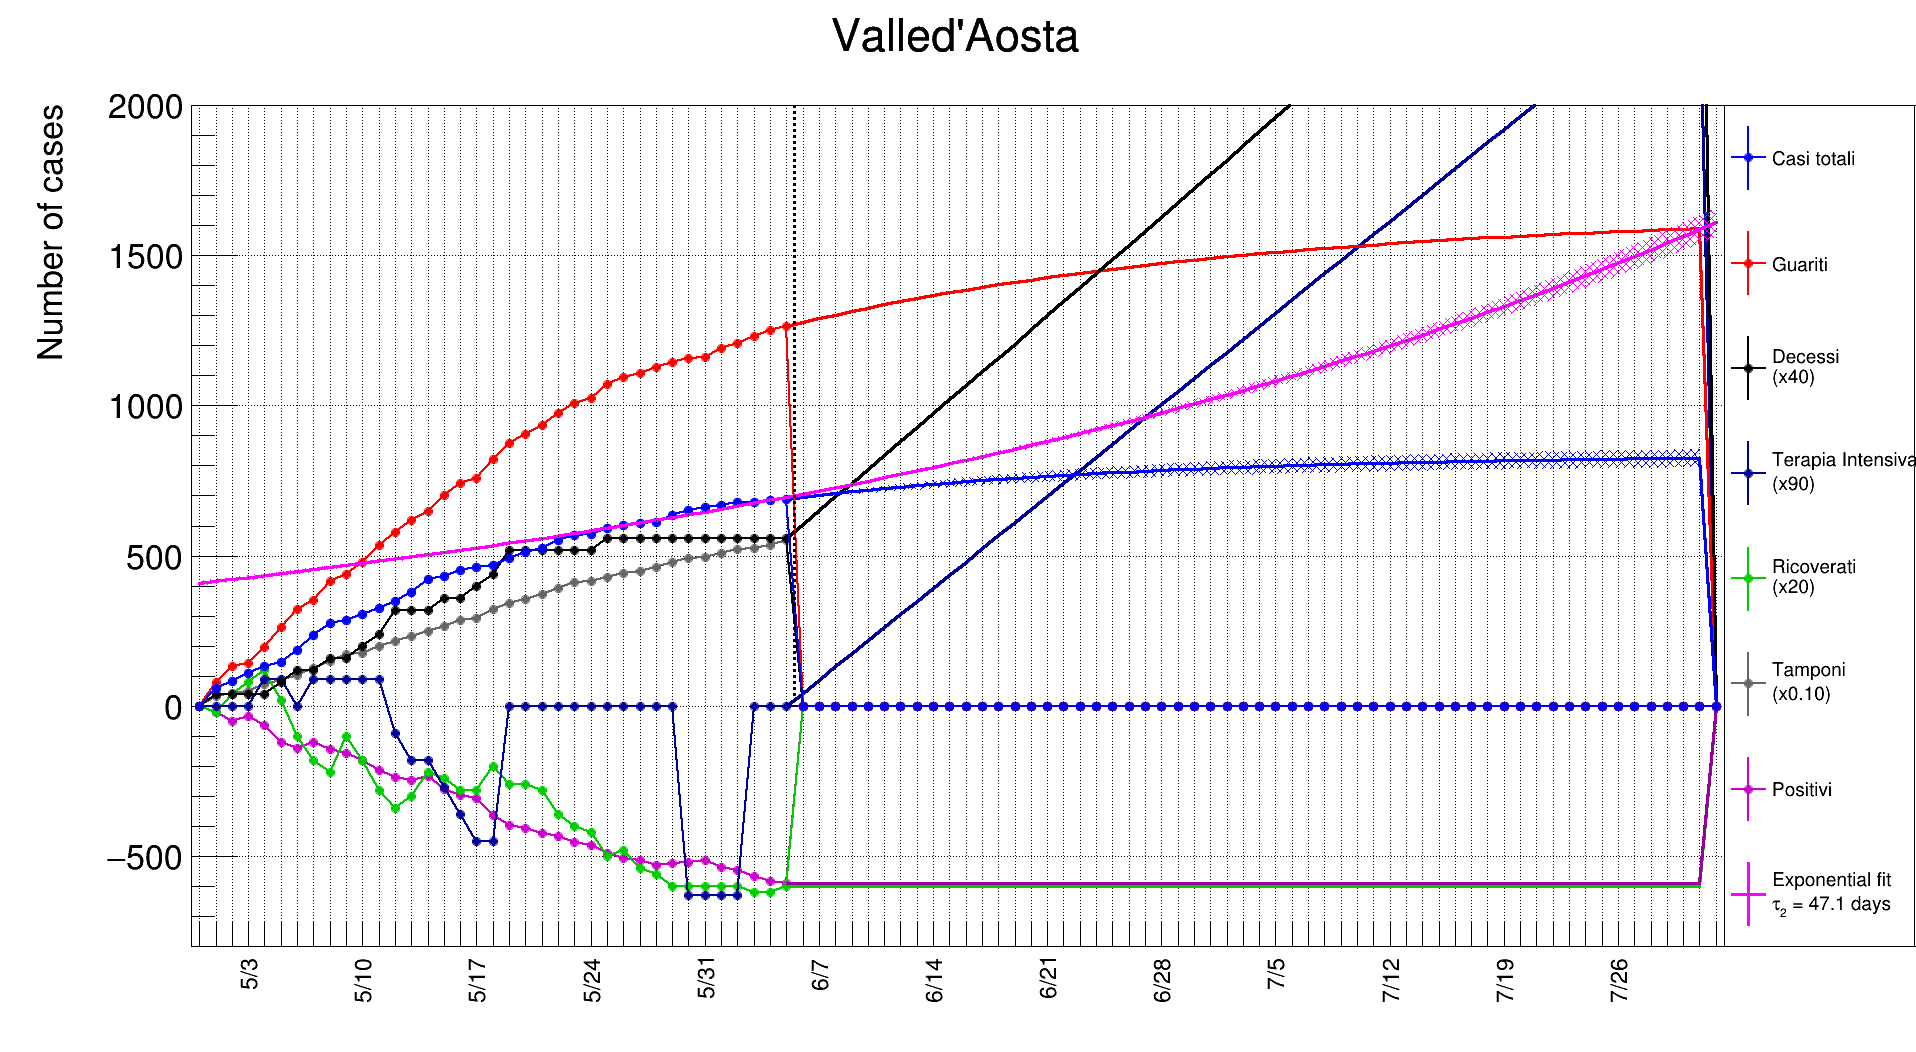 Valled'Aosta
Number of cases
2000
1500
1000
500
0
−500
5/3
5/10
5/17
5/24
5/31
6/7
6/14
6/21
6/28
7/5
7/12
7/19
7/26
Casi totali
Guariti
Decessi
(x40)
Terapia Intensiva
(x90)
Ricoverati
(x20)
Tamponi
(x0.10)
Positivi
Exponential fit
τ2 = 47.1 days